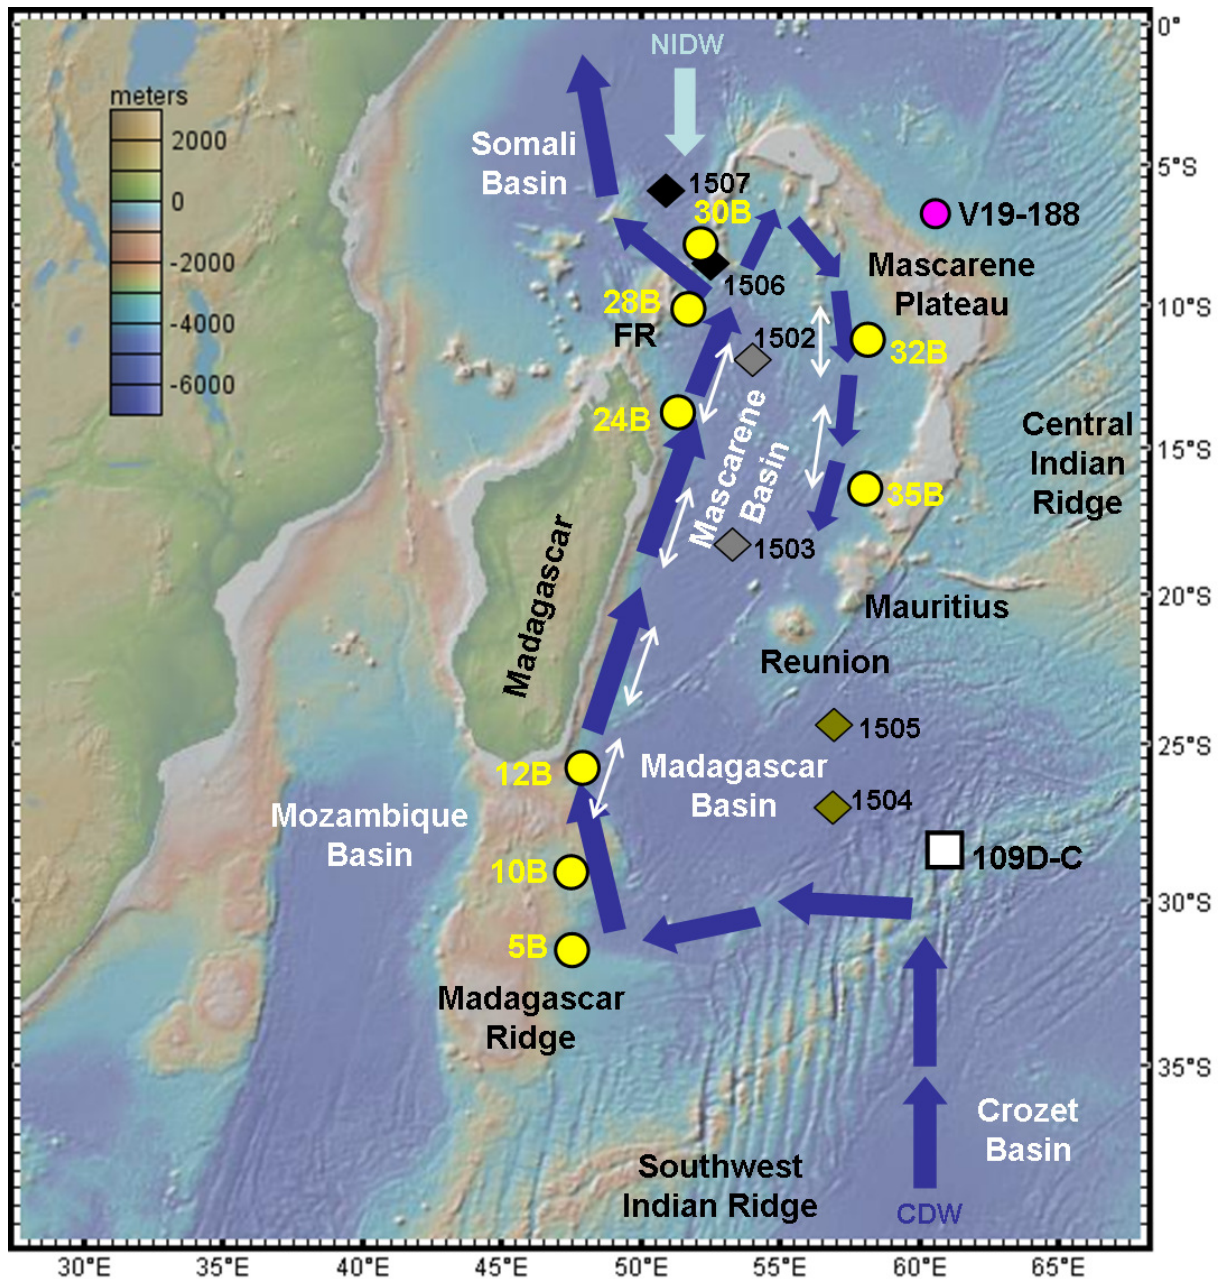 NIDW
0°
meters
2000
0
-2000
-4000
-6000
Somali
Basin
5°S
1507
30B
V19-188
Mascarene
Plateau
1506
28B
10°S
FR
1502
32B
24B
Mascarene
Basin
Central
Indian
Ridge
15°S
35B
1503
Madagascar
20°S
Mauritius
Reunion
1505
25°S
12B
Madagascar
Basin
1504
Mozambique
Basin
109D-C
10B
30°S
5B
Madagascar
Ridge
35°S
Crozet
Basin
Southwest
Indian Ridge
CDW
30°E
35°E
40°E
45°E
50°E
55°E
60°E
65°E